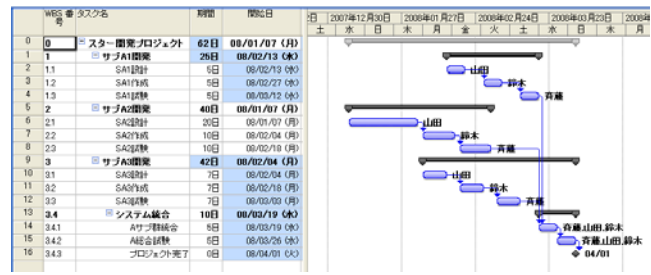 WBS 番号 タスク名 期間 開始日
2日 2007年12月30日 2008年01月27日 2008年02月24日 2008年03月23日 2008年
土 水 日 木 月 金 火 土 水 日 木 月
0 0 スター開発プロジェクト 62日 08/01/07 (月)
1 1 サブA1開発 25日 08/02/13 (水)
2 1.1 SA1設計 5日 08/02/13 (水) 山田
3 1.2 SA1作成 5日 08/02/27 (水) 鈴木
4 1.3 SA1試験 5日 08/03/12 (水) 斉藤
5 2 サブA2開発 40日 08/01/07 (月)
6 2.1 SA2設計 20日 08/01/07 (月) 山田
7 2.2 SA2作成 10日 08/02/04 (月) 鈴木
8 2.3 SA2試験 10日 08/02/18 (月) 斉藤
9 3 サブA3開発 42日 08/02/04 (月)
10 3.1 SA3設計 7日 08/02/04 (月) 山田
11 3.2 SA3作成 7日 08/02/18 (月) 鈴木
12 3.3 SA3試験 7日 08/03/03 (月) 斉藤
13 3.4 システム統合 10日 08/03/19 (水)
14 3.4.1 Aサブ群統合 5日 08/03/19 (水) 斉藤,山田,鈴木
15 3.4.2 A総合試験 5日 08/03/26 (水) 斉藤,山田,鈴木
16 3.4.3 プロジェクト完了 0日 08/04/01 (火) 04/01